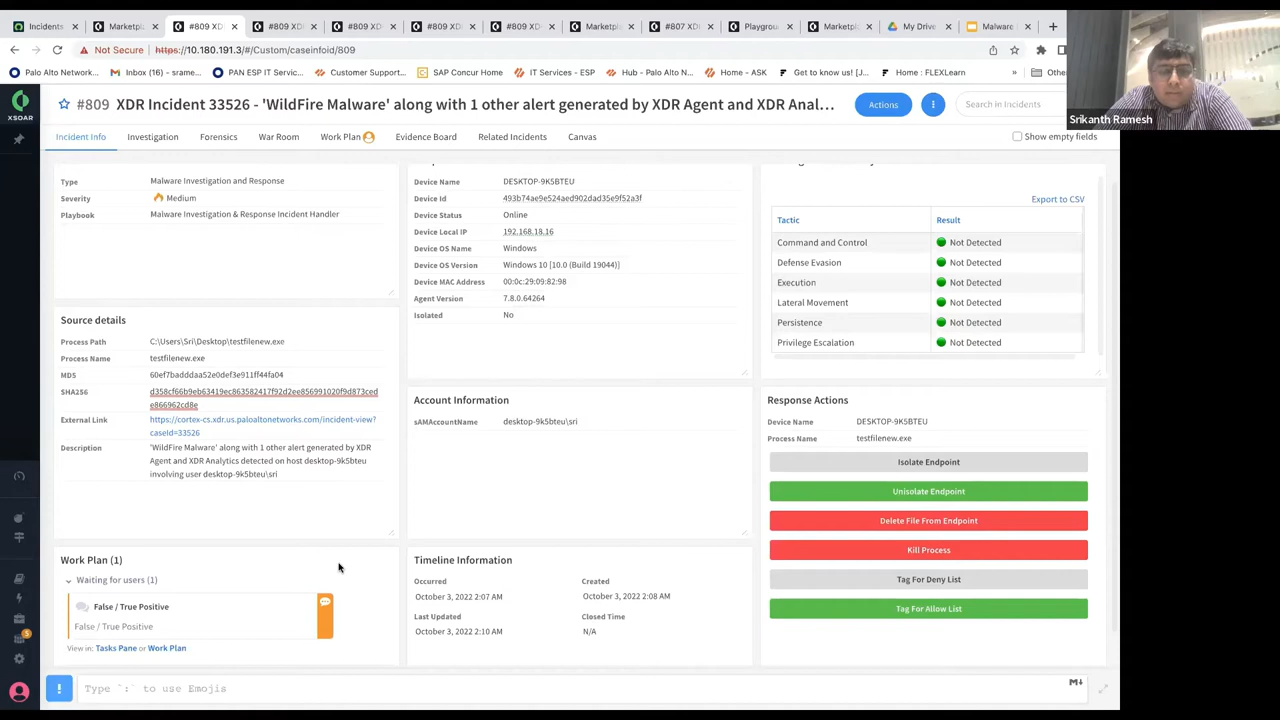 Incidents
Marketpl
#809 XD
#809 XDI
#809 XD
#809 XD
#809 XD
Marketpl
#807 XD
Playgrou
Marketpl
My Drive
Malware
Not Secure
https://10.180.191.3/#/Custom/caseinfoid/809
Palo Alto Network...
Inbox (16) - srame...
PAN ESP IT Servic...
Customer Support...
SAP Concur Home
IT Services - ESP
Hub - Palo Alto N...
Home - ASK
Get to know us! [J...
Home : FLEXLearn
»
XSOAR
#809 XDR Incident 33526 - 'WildFire Malware' along with 1 other alert generated by XDR Agent and XDR Anal...
Actions
Search in Incidents
Srikanth Ramesh
Incident Info
Investigation
Forensics
War Room
Work Plan
Evidence Board
Related Incidents
Canvas
Show empty fields
Type Malware Investigation and Response
Severity Medium
Playbook Malware Investigation & Response Incident Handler
Source details
Process Path C:\Users\Sri\Desktop\testfilenew.exe
Process Name testfilenew.exe
MD5 60ef7badddaa52e0def3e911ff44fa04
SHA256 d358cf66b9eb63419ec863582417f92d2ee856991020f9d873ced
e866962cd8e
External Link https://cortex-cs.xdr.us.paloaltonetworks.com/incident-view?
caseId=33526
Description 'WildFire Malware' along with 1 other alert generated by XDR
Agent and XDR Analytics detected on host desktop-9k5bteu
involving user desktop-9k5bteu\sri
Work Plan (1)
Waiting for users (1)
False / True Positive
False / True Positive
View in: Tasks Pane or Work Plan
Device Name DESKTOP-9K5BTEU
Device Id 493b74ae9e524aed902dad35e9f52a3f
Device Status Online
Device Local IP 192.168.18.16
Device OS Name Windows
Device OS Version Windows 10 [10.0 (Build 19044)]
Device MAC Address 00:0c:29:09:82:98
Agent Version 7.8.0.64264
Isolated No
Account Information
sAMAccountName desktop-9k5bteu\sri
Timeline Information
Occurred Created
October 3, 2022 2:07 AM October 3, 2022 2:08 AM
Last Updated Closed Time
October 3, 2022 2:10 AM N/A
Export to CSV
Tactic Result
Command and Control Not Detected
Defense Evasion Not Detected
Execution Not Detected
Lateral Movement Not Detected
Persistence Not Detected
Privilege Escalation Not Detected
Response Actions
Device Name DESKTOP-9K5BTEU
Process Name testfilenew.exe
Isolate Endpoint
Unisolate Endpoint
Delete File From Endpoint
Kill Process
Tag For Deny List
Tag For Allow List
5
! Type `:` to use Emojis
M↓